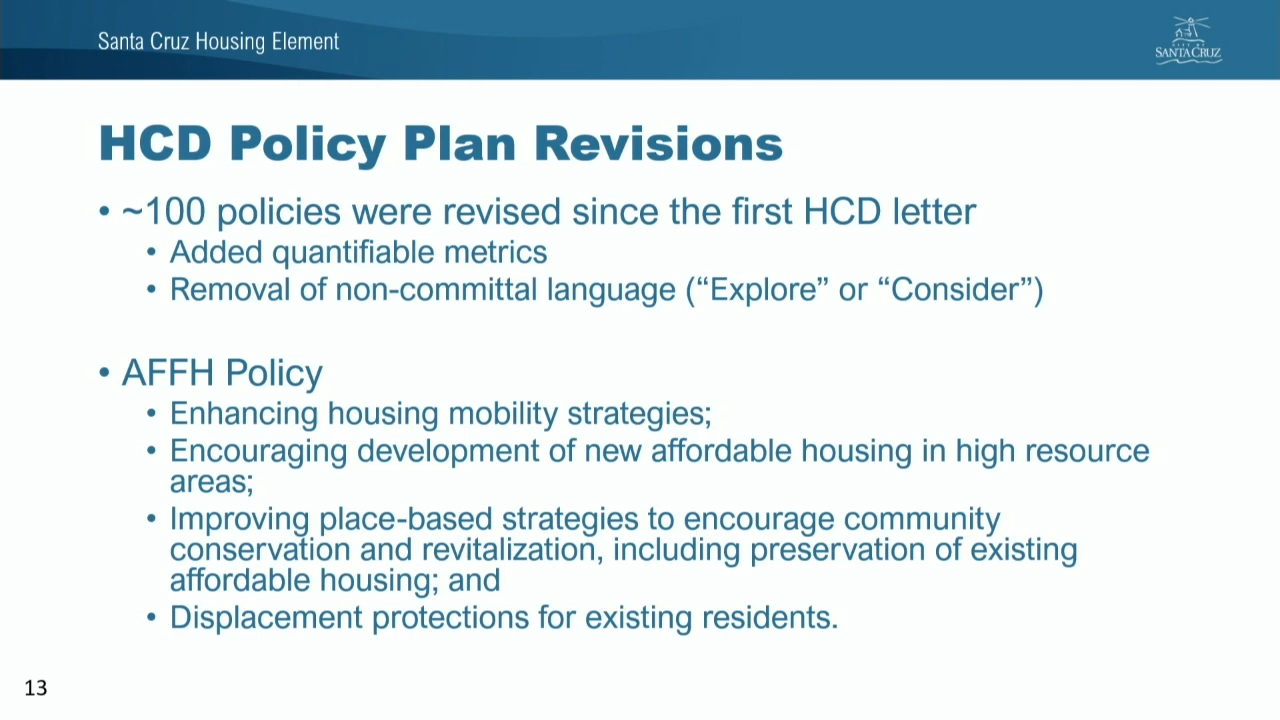 Santa Cruz Housing Element
SANTA CRUZ
HCD Policy Plan Revisions
• ~100 policies were revised since the first HCD letter
• Added quantifiable metrics
• Removal of non-committal language (“Explore” or “Consider”)
• AFFH Policy
• Enhancing housing mobility strategies;
• Encouraging development of new affordable housing in high resource
areas;
• Improving place-based strategies to encourage community
conservation and revitalization, including preservation of existing
affordable housing; and
• Displacement protections for existing residents.
13